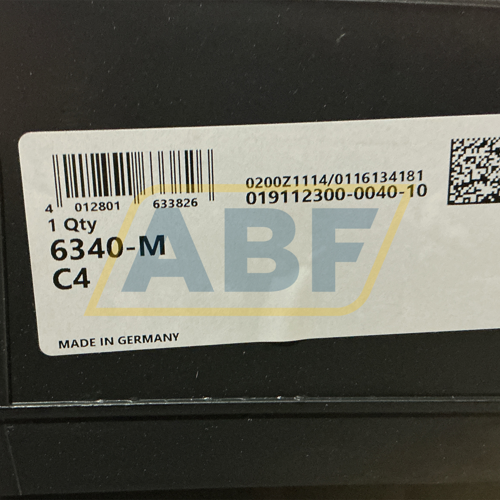 4 012801 633826
0200Z1114/0116134181
019112300-0040-10
1 Qty
6340-M
C4
ABF
MADE IN GERMANY